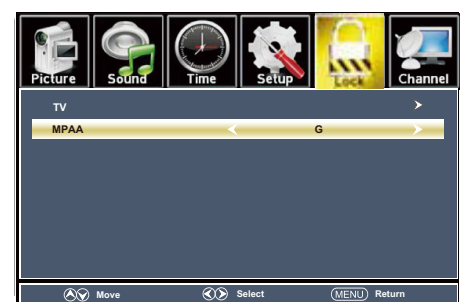 Picture Sound Time Setup Lock Channel
TV
MPAA G
Move Select MENU Return